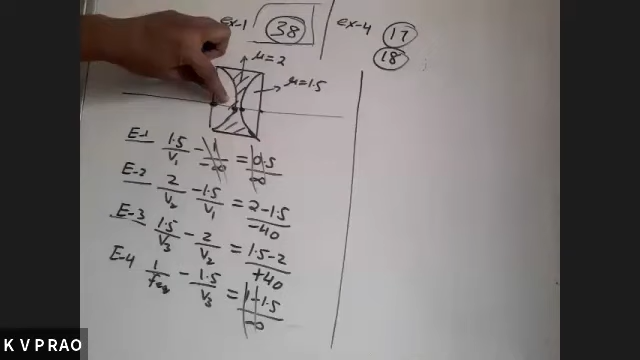 ex-1 38
ex-4 17
18
μ=2
μ=1.5
E-1 1.5/V₁ - 1/-∞ = 0.5/∞
E-2 2/V₂ - 1.5/V₁ = 2-1.5/-40
E-3 1.5/V₃ - 2/V₂ = 1.5-2/+40
E-4 1/feq - 1.5/V₃ = 1-1.5/-∞
K V P RAO